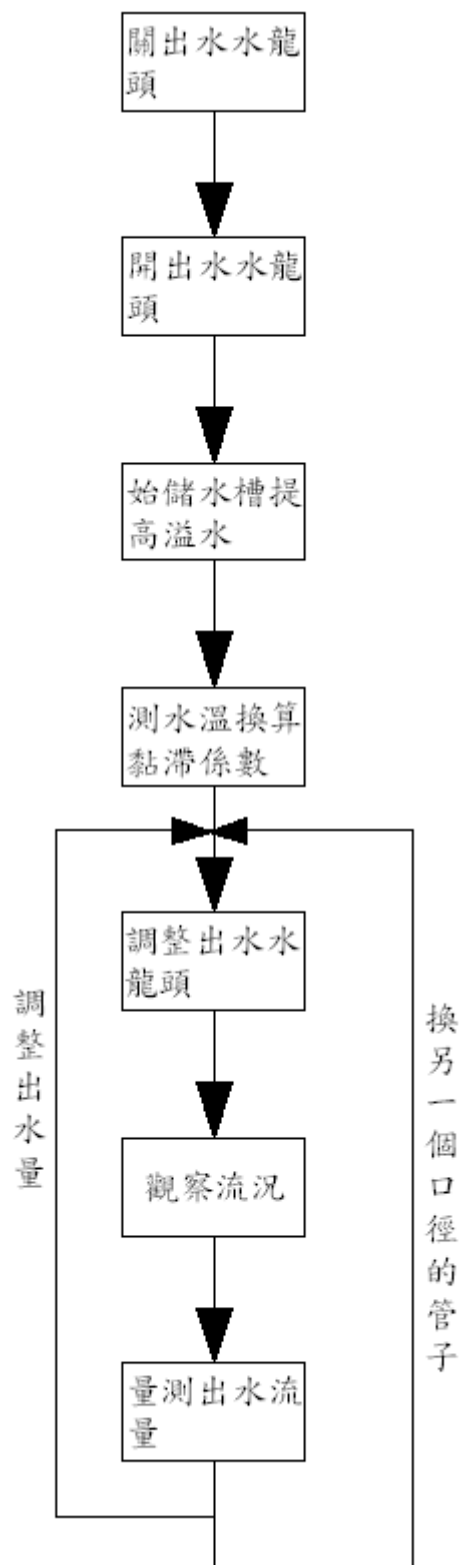 關出水水龍
頭
開出水水龍
頭
始儲水槽提
高溢水
測水溫換算
黏滯係數
調整出水水
龍頭
觀察流況
量測出水流
量
調整出水量
換另一個口徑的管子